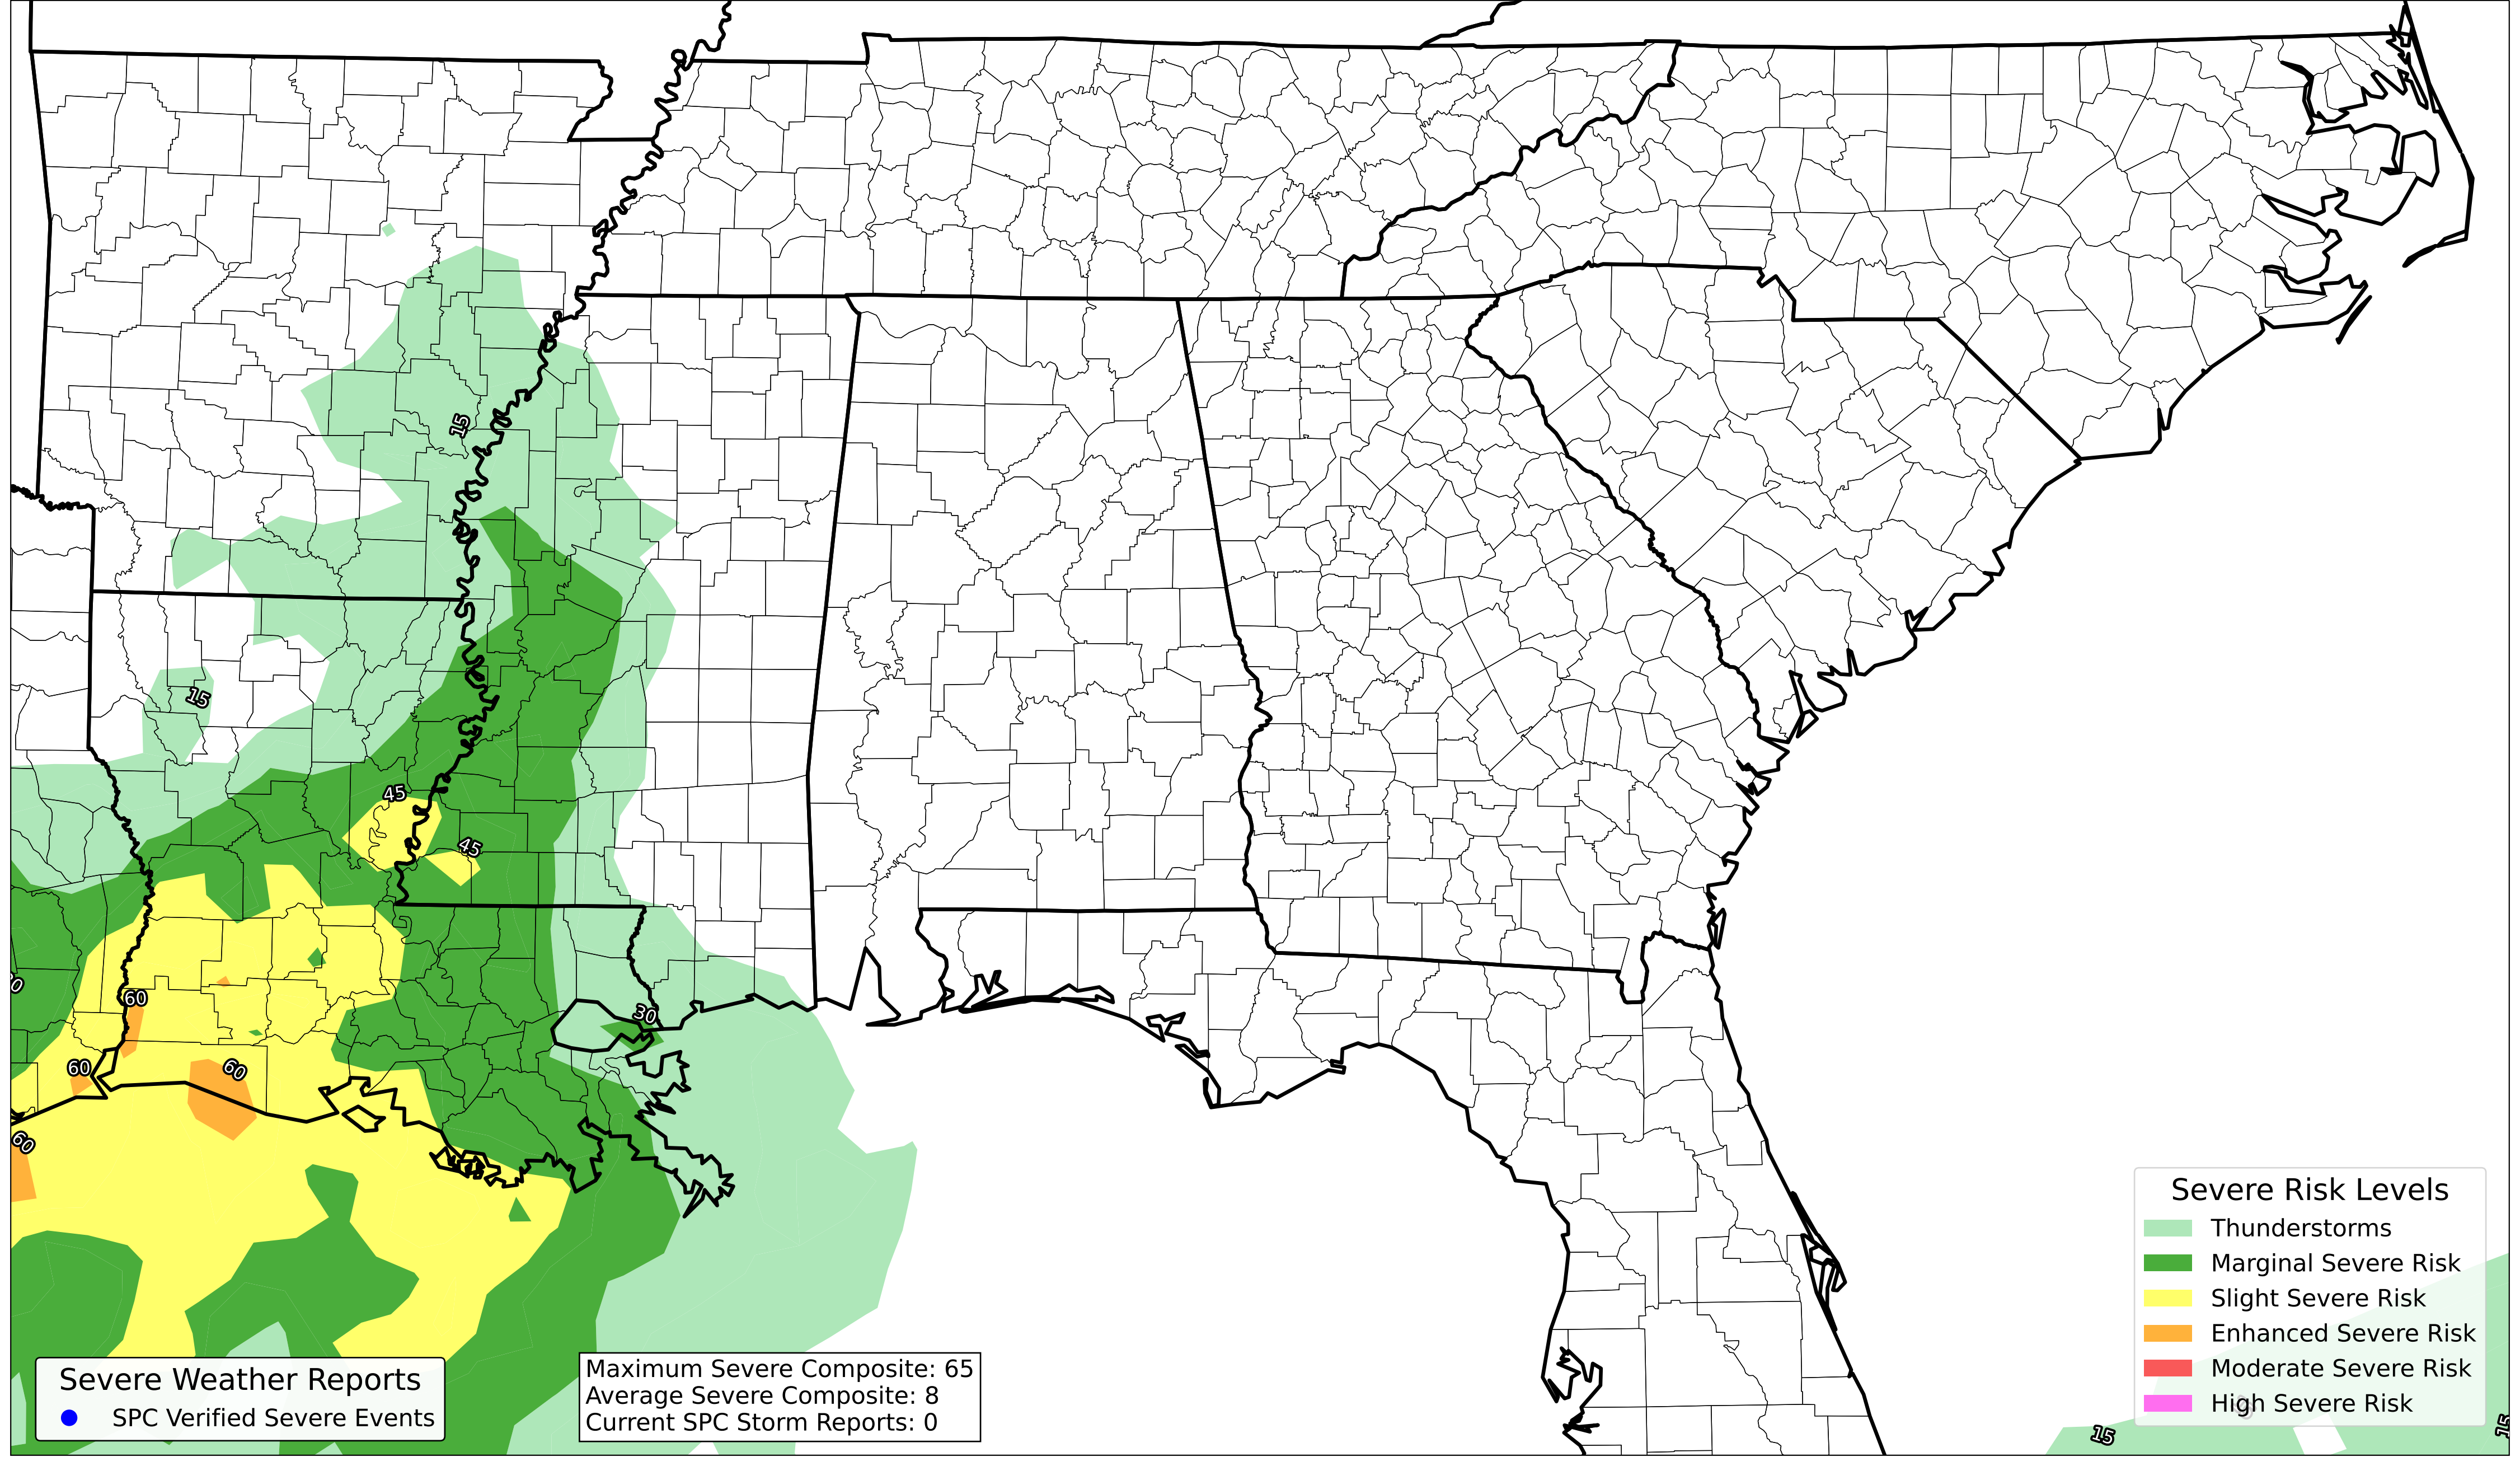 15
15
45
45
60
30
60
60
60
Severe Risk Levels
Thunderstorms
Marginal Severe Risk
Slight Severe Risk
Enhanced Severe Risk
Moderate Severe Risk
High Severe Risk
Severe Weather Reports
SPC Verified Severe Events
Maximum Severe Composite: 65
Average Severe Composite: 8
Current SPC Storm Reports: 0
15
15